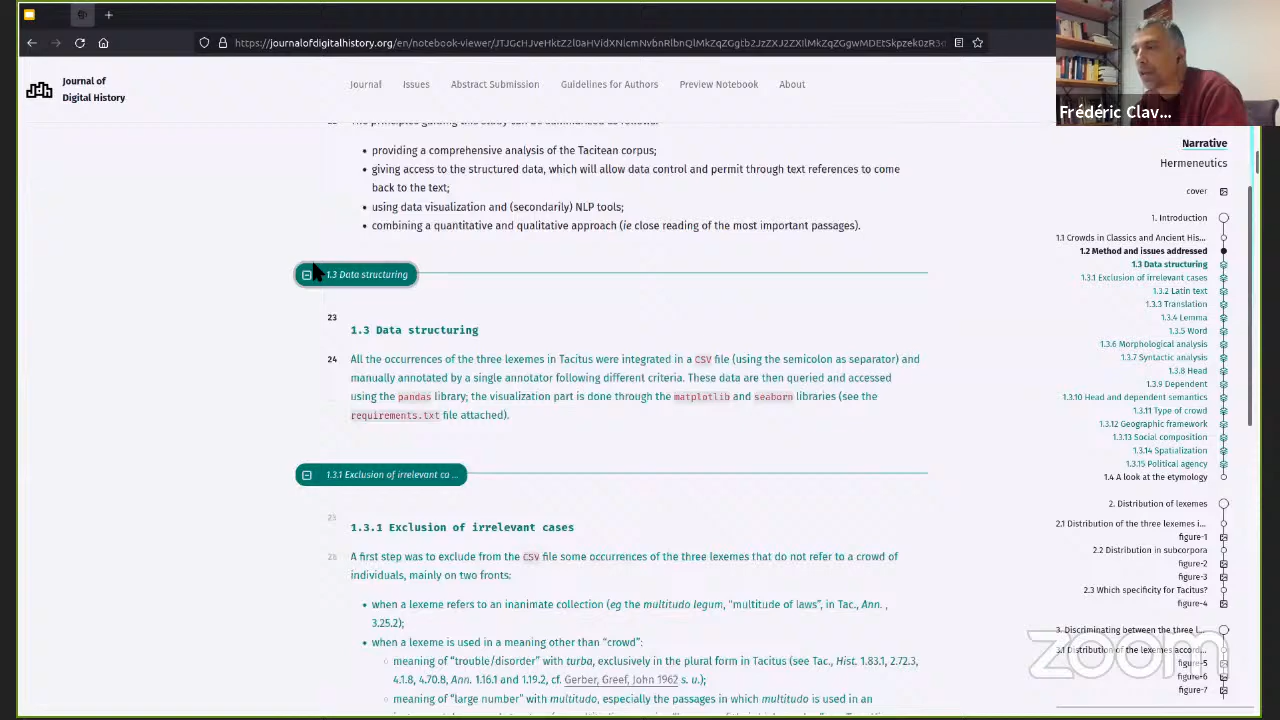 https://journalofdigitalhistory.org/en/notebook-viewer/
Journal of
Digital History
Journal
Issues
Abstract Submission
Guidelines for Authors
Preview Notebook
About
Frédéric Clav...
• providing a comprehensive analysis of the Tacitean corpus;
• giving access to the structured data, which will allow data control and permit through text references to come
back to the text;
• using data visualization and (secondarily) NLP tools;
• combining a quantitative and qualitative approach (ie close reading of the most important passages).
1.3 Data structuring
23
1.3 Data structuring
24
All the occurrences of the three lexemes in Tacitus were integrated in a CSV file (using the semicolon as separator) and
manually annotated by a single annotator following different criteria. These data are then queried and accessed
using the pandas library; the visualization part is done through the matplotlib and seaborn libraries (see the
requirements.txt file attached).
1.3.1 Exclusion of irrelevant ca ...
25
1.3.1 Exclusion of irrelevant cases
26
A first step was to exclude from the CSV file some occurrences of the three lexemes that do not refer to a crowd of
individuals, mainly on two fronts:
• when a lexeme refers to an inanimate collection (eg the multitudo legum, “multitude of laws”, in Tac., Ann. ,
3.25.2);
• when a lexeme is used in a meaning other than “crowd”:
◦ meaning of “trouble/disorder” with turba, exclusively in the plural form in Tacitus (see Tac., Hist. 1.83.1, 2.72.3,
4.1.8, 4.70.8, Ann. 1.16.1 and 1.19.2, cf. Gerber, Greef, John 1962 s. u.);
◦ meaning of “large number” with multitudo, especially the passages in which multitudo is used in an
Narrative
Hermeneutics
cover
1. Introduction
1.1 Crowds in Classics and Ancient His...
1.2 Method and issues addressed
1.3 Data structuring
1.3.1 Exclusion of irrelevant cases
1.3.2 Latin text
1.3.3 Translation
1.3.4 Lemma
1.3.5 Word
1.3.6 Morphological analysis
1.3.7 Syntactic analysis
1.3.8 Head
1.3.9 Dependent
1.3.10 Head and dependent semantics
1.3.11 Type of crowd
1.3.12 Geographic framework
1.3.13 Social composition
1.3.14 Spatialization
1.3.15 Political agency
1.4 A look at the etymology
2. Distribution of lexemes
2.1 Distribution of the three lexemes i...
figure-1
2.2 Distribution in subcorpora
figure-2
figure-3
2.3 Which specificity for Tacitus?
figure-4
3. Discriminating between the three l...
3.1 Distribution of the lexemes accord...
figure-5
figure-6
figure-7
zoom